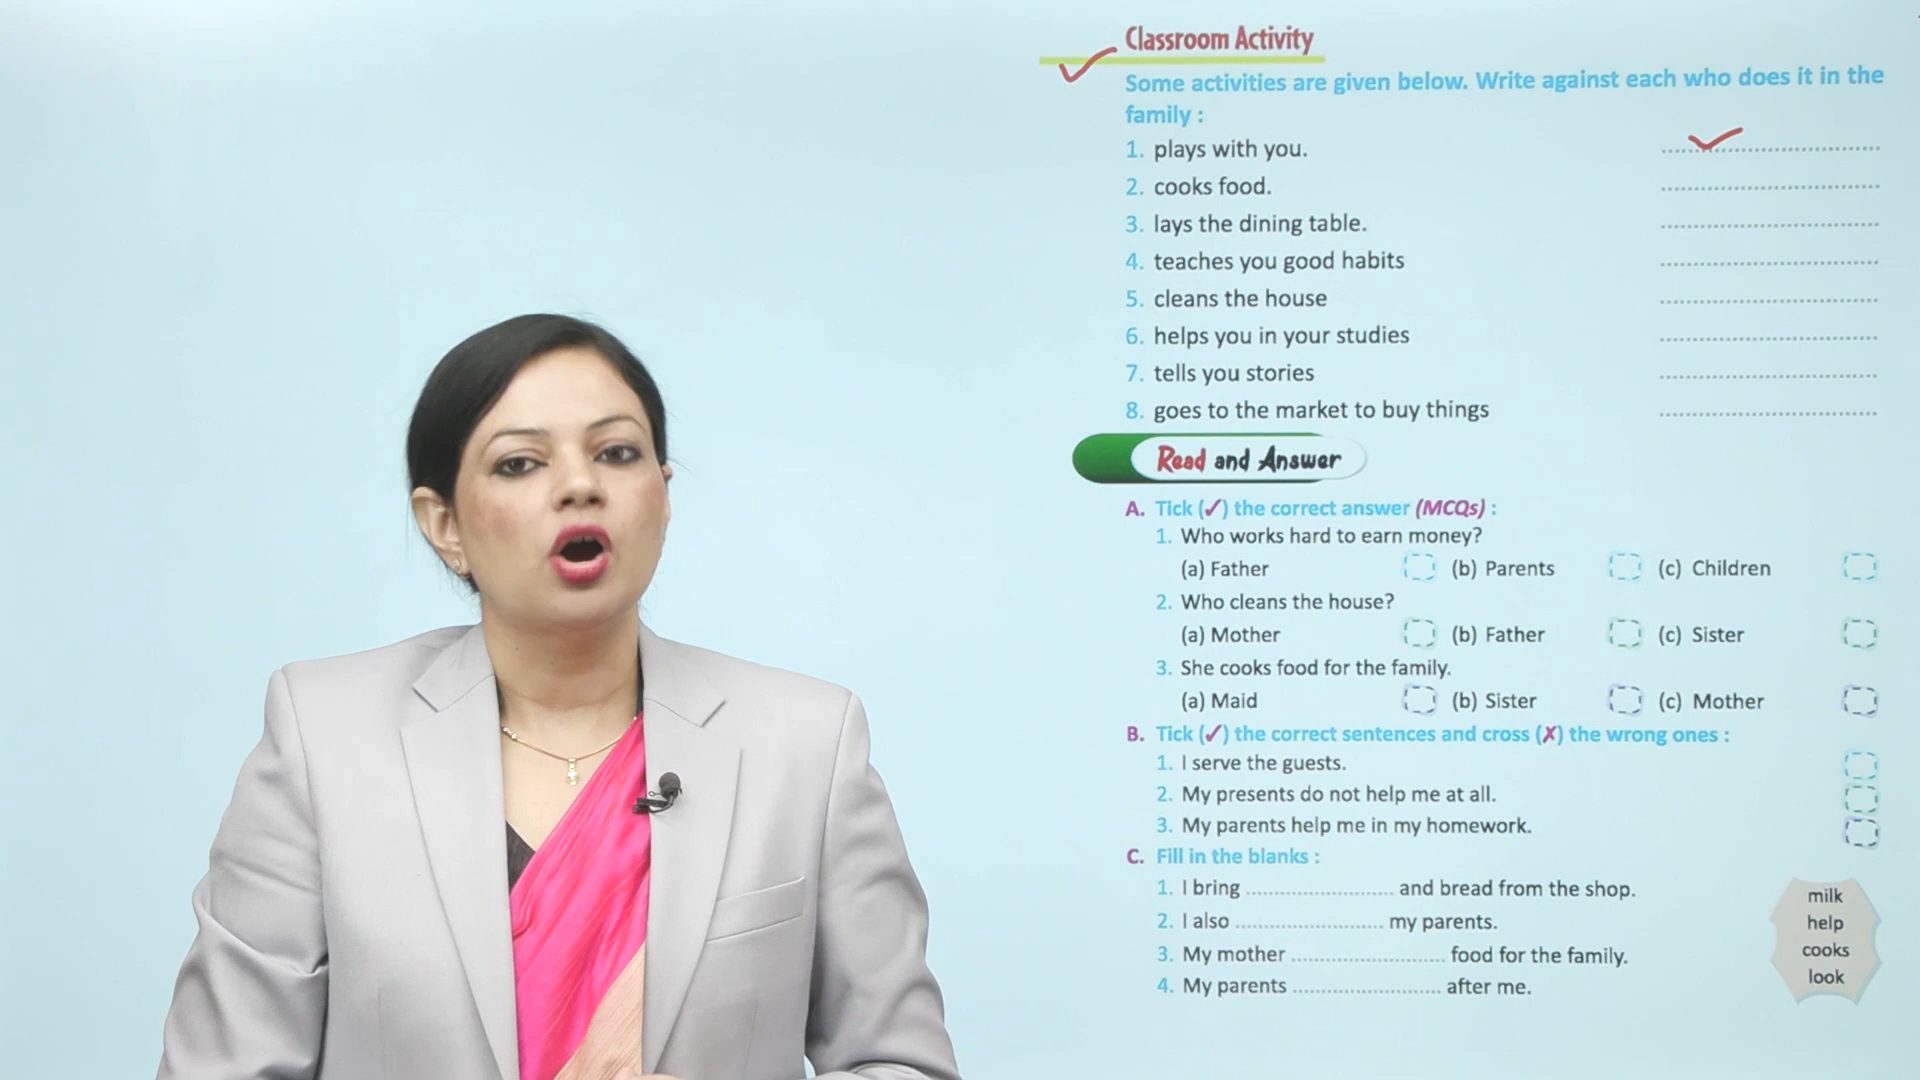 Classroom Activity
Some activities are given below. Write against each who does it in the
family :
1. plays with you. ........................................
2. cooks food. ........................................
3. lays the dining table. ........................................
4. teaches you good habits ........................................
5. cleans the house ........................................
6. helps you in your studies ........................................
7. tells you stories ........................................
8. goes to the market to buy things ........................................
Read and Answer
A. Tick (✓) the correct answer (MCQs) :
1. Who works hard to earn money?
(a) Father (b) Parents (c) Children
2. Who cleans the house?
(a) Mother (b) Father (c) Sister
3. She cooks food for the family.
(a) Maid (b) Sister (c) Mother
B. Tick (✓) the correct sentences and cross (✗) the wrong ones :
1. I serve the guests.
2. My presents do not help me at all.
3. My parents help me in my homework.
C. Fill in the blanks :
1. I bring ........................... and bread from the shop.
2. I also ........................... my parents.
3. My mother ........................... food for the family.
4. My parents ........................... after me.
milk
help
cooks
look